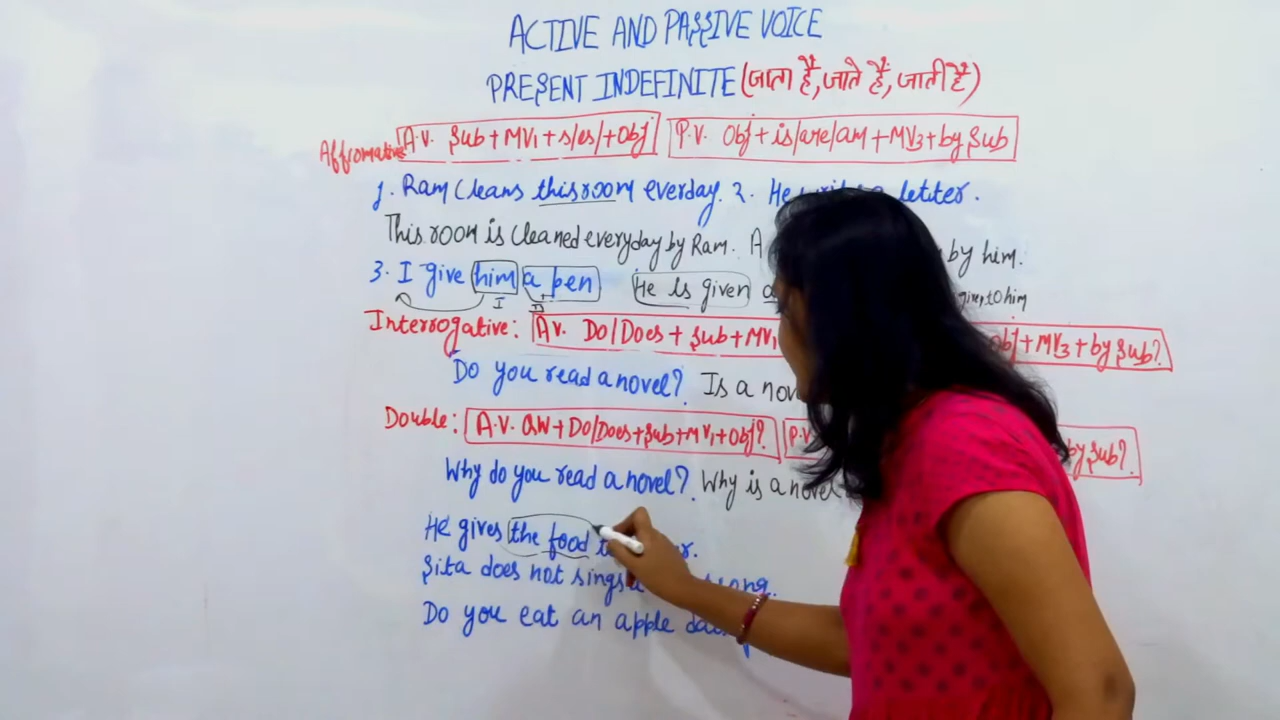 ACTIVE AND PASSIVE VOICE
PRESENT INDEFINITE (जाता है, जाते हैं, जाती है)
Affromative A.V. Sub + MV1 + s/es/+Obj P.V. Obj + is/are/am + MV3 + by Sub
1. Ram Cleans this room everday. 2. He letter.
This room is Cleaned everyday by Ram. A by him.
3. I give him a pen He is given a given to him
I D
Interrogative: A.V. Do/Does + Sub + MV1 Obj + MV3 + by Sub?
Do you read a novel? Is a
Double: A.V. QW + Do/Does + Sub + MV1 + Obj? P.V. by Sub?
Why do you read a novel? Why is a novel
He gives the food
Sita does not sings song.
Do you eat an apple